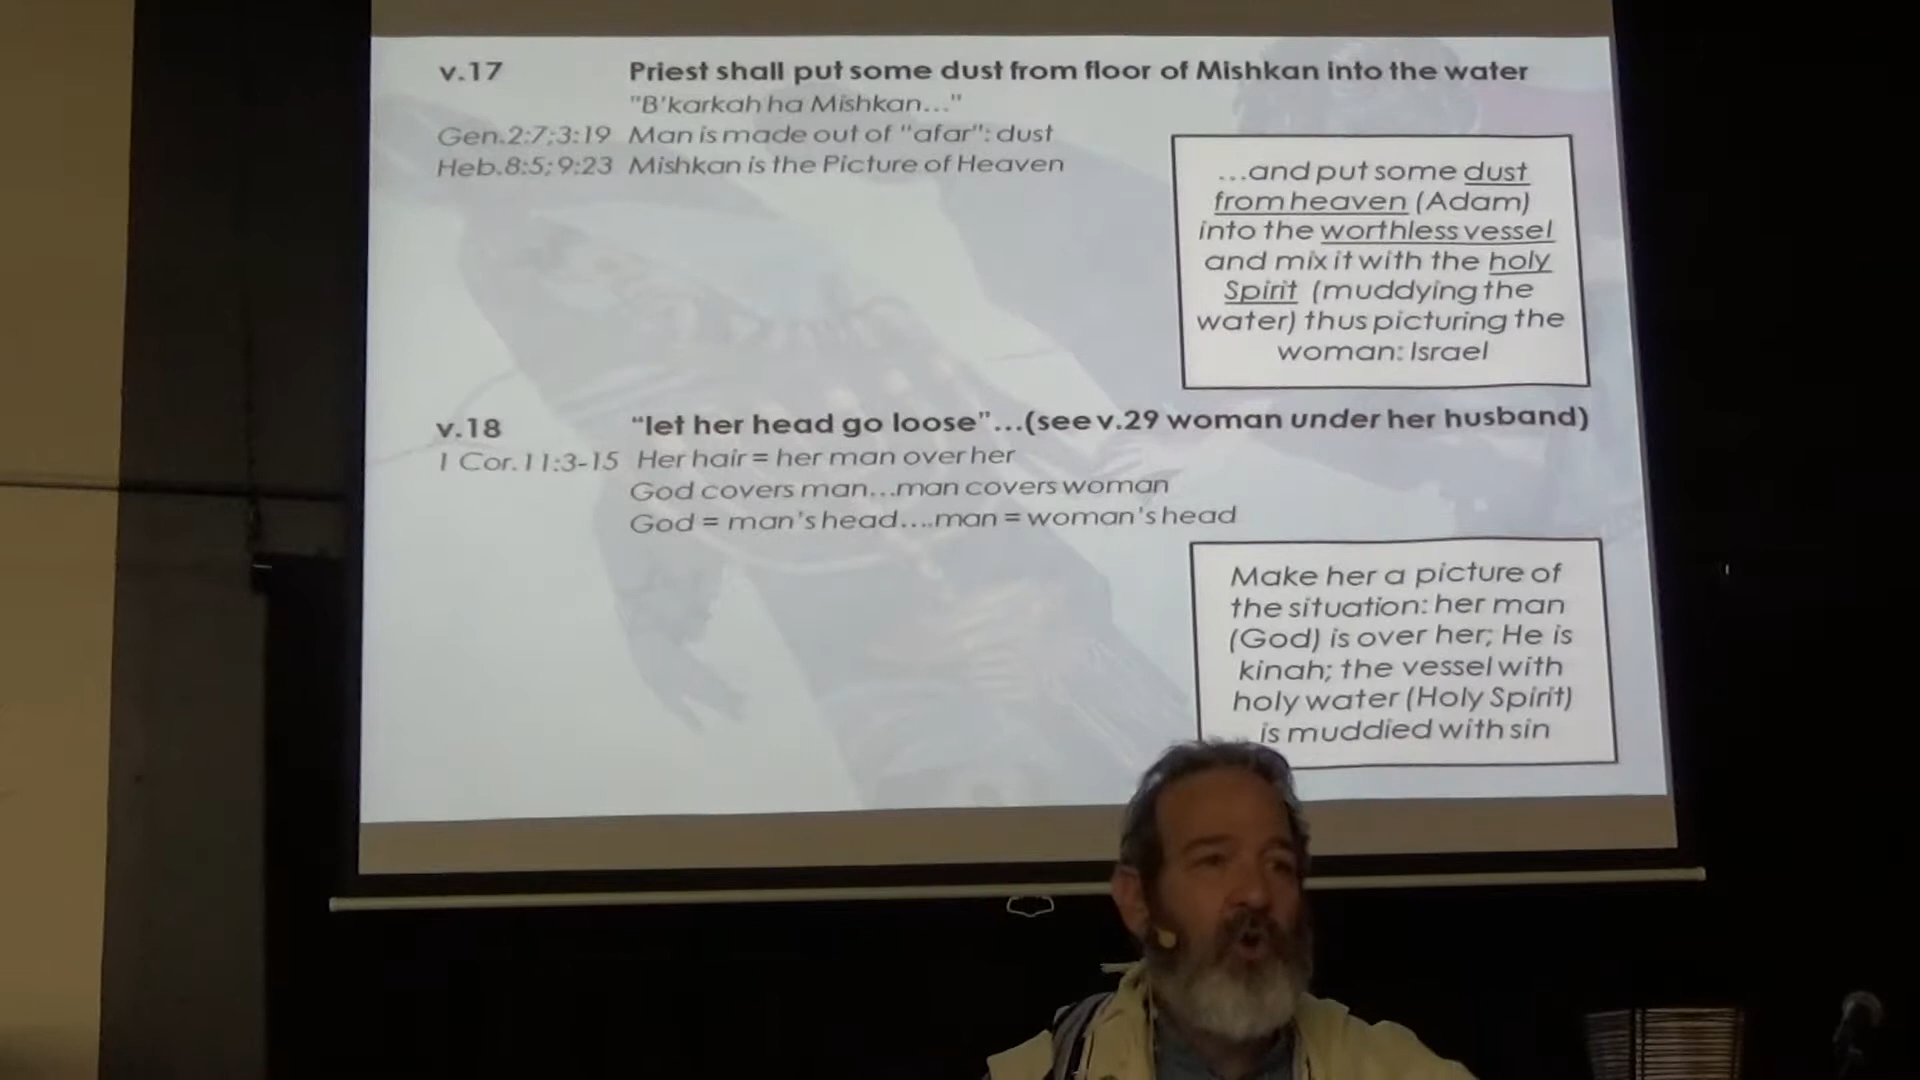 v.17 Priest shall put some dust from floor of Mishkan into the water
"B'karkah ha Mishkan..."
Gen.2:7;3:19 Man is made out of "afar": dust
Heb.8:5;9:23 Mishkan is the Picture of Heaven
...and put some dust
from heaven (Adam)
into the worthless vessel
and mix it with the holy
Spirit (muddying the
water) thus picturing the
woman: Israel
v.18 “let her head go loose”...(see v.29 woman under her husband)
1 Cor.11:3-15 Her hair = her man over her
God covers man...man covers woman
God = man's head....man = woman's head
Make her a picture of
the situation: her man
(God) is over her; He is
kinah; the vessel with
holy water (Holy Spirit)
is muddied with sin